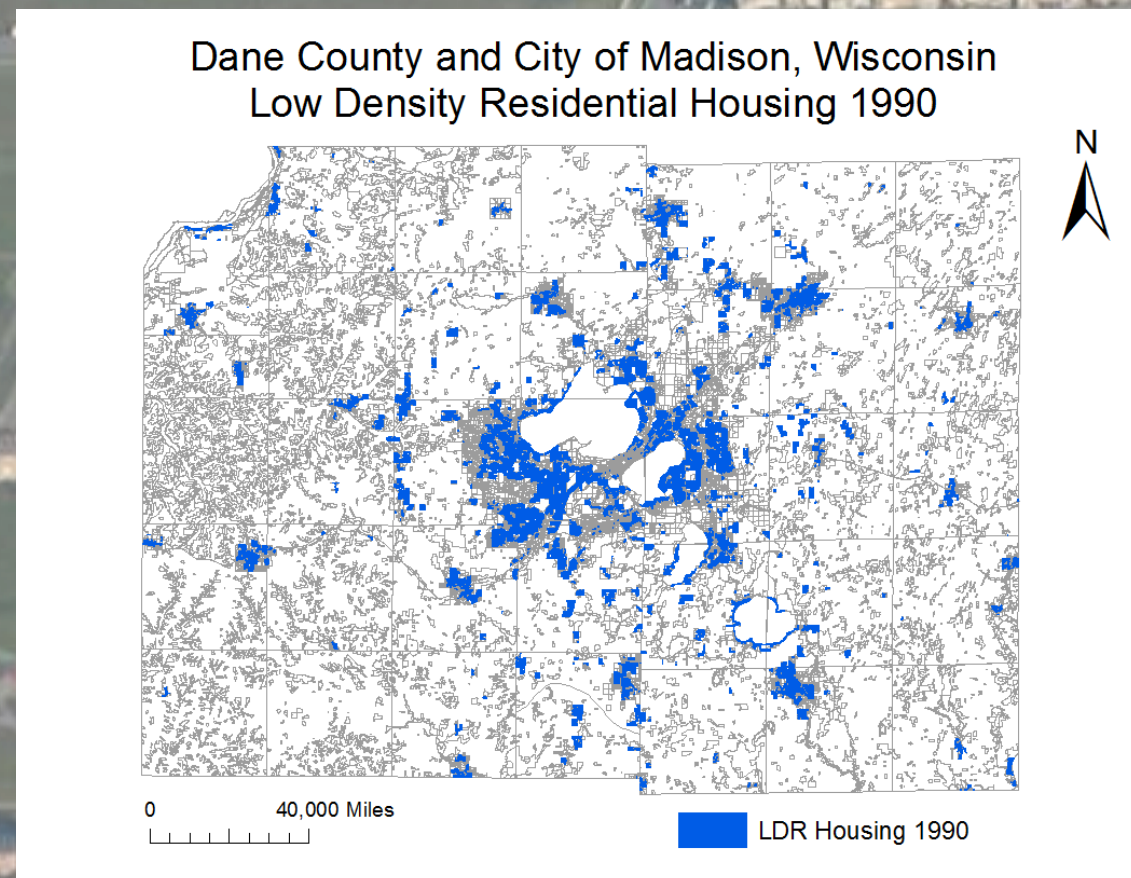 Dane County and City of Madison, Wisconsin
Low Density Residential Housing 1990
N
0 40,000 Miles
LDR Housing 1990